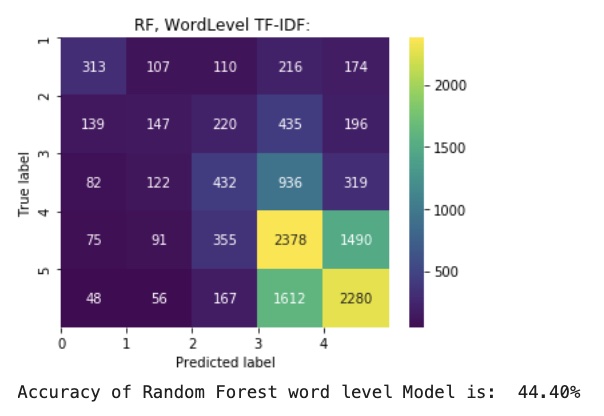 RF, WordLevel TF-IDF:
1
313 107 110 216 174
2
139 147 220 435 196
3
82 122 432 936 319
4
75 91 355 2378 1490
5
48 56 167 1612 2280
True label
0 1 2 3 4
Predicted label
2000
1500
1000
500
Accuracy of Random Forest word level Model is: 44.40%